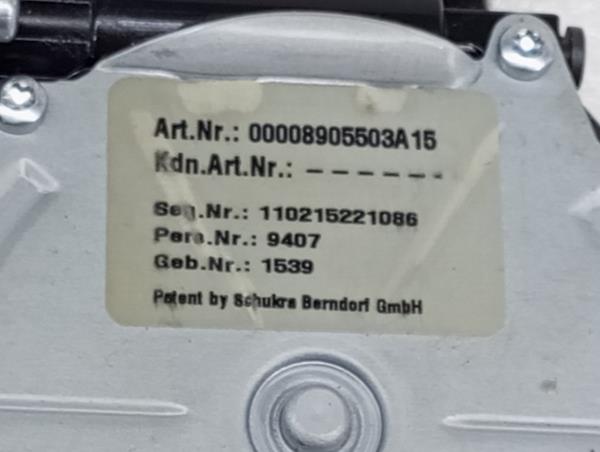 Art.Nr.: 00008905503A15
Kdn.Art.Nr.: – – – – – –
Seq.Nr.: 110215221086
Pers.Nr.: 9407
Geb.Nr.: 1539
Patent by Schukra Berndorf GmbH